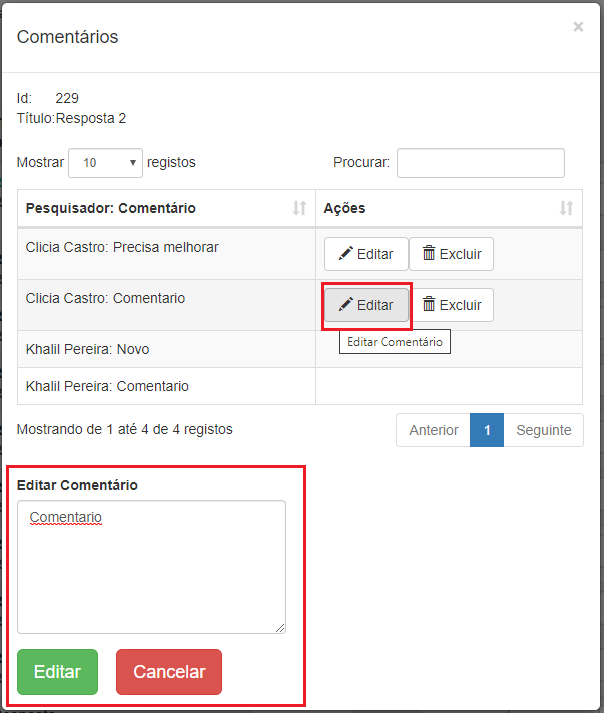 Comentários ×
Id: 229
Título:Resposta 2
Mostrar 10 registos Procurar:
Pesquisador: Comentário Ações
Clicia Castro: Precisa melhorar Editar Excluir
Clicia Castro: Comentario Editar Excluir
Editar Comentário
Khalil Pereira: Novo
Khalil Pereira: Comentario
Mostrando de 1 até 4 de 4 registos Anterior 1 Seguinte
Editar Comentário
Comentario
Editar Cancelar